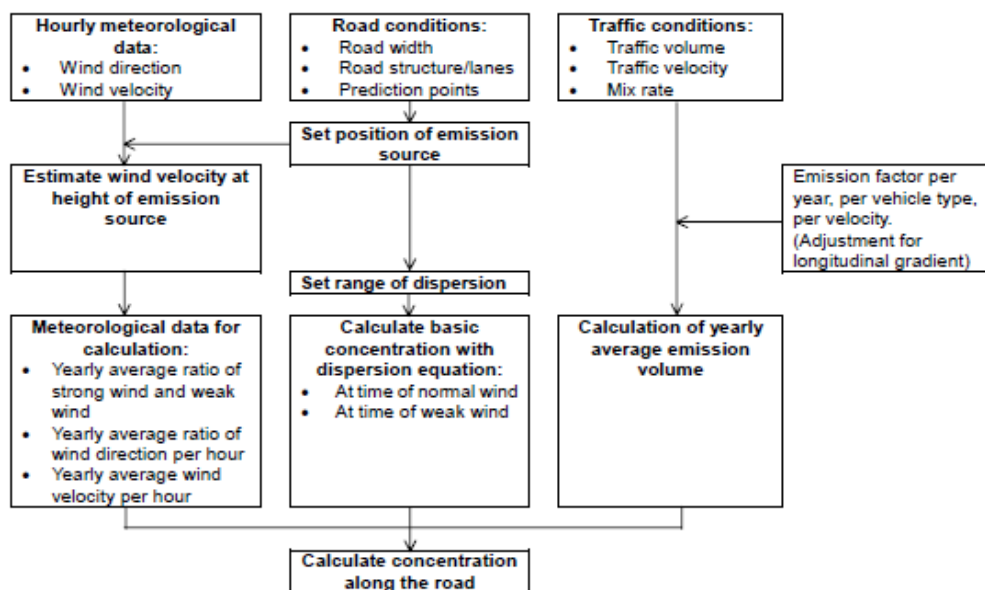 Hourly meteorological
data:
• Wind direction
• Wind velocity
Road conditions:
• Road width
• Road structure/lanes
• Prediction points
Traffic conditions:
• Traffic volume
• Traffic velocity
• Mix rate
Set position of emission
source
Estimate wind velocity at
height of emission
source
Emission factor per
year, per vehicle type,
per velocity.
(Adjustment for
longitudinal gradient)
Set range of dispersion
Meteorological data for
calculation:
• Yearly average ratio of
strong wind and weak
wind
• Yearly average ratio of
wind direction per hour
• Yearly average wind
velocity per hour
Calculate basic
concentration with
dispersion equation:
• At time of normal wind
• At time of weak wind
Calculation of yearly
average emission
volume
Calculate concentration
along the road